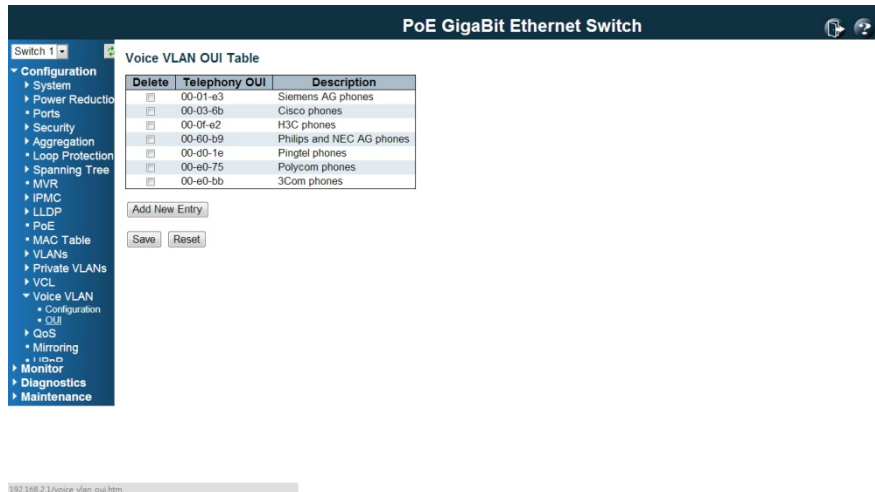 PoE GigaBit Ethernet Switch
Switch 1
Configuration
System
Power Reductio
Ports
Security
Aggregation
Loop Protection
Spanning Tree
MVR
IPMC
LLDP
PoE
MAC Table
VLANs
Private VLANs
VCL
Voice VLAN
Configuration
OUI
QoS
Mirroring
UPnP
Monitor
Diagnostics
Maintenance
Voice VLAN OUI Table
Delete Telephony OUI Description
00-01-e3 Siemens AG phones
00-03-6b Cisco phones
00-0f-e2 H3C phones
00-60-b9 Philips and NEC AG phones
00-d0-1e Pingtel phones
00-e0-75 Polycom phones
00-e0-bb 3Com phones
Add New Entry
Save Reset
192.168.2.1/voice_vlan_oui.htm